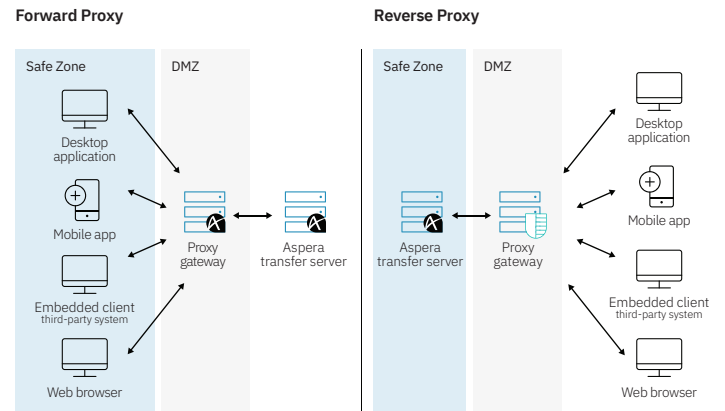 Forward Proxy
Safe Zone
DMZ
Desktop
application
Mobile app
Embedded client
third-party system
Web browser
Proxy
gateway
Aspera
transfer server
Reverse Proxy
Safe Zone
DMZ
Aspera
transfer server
Proxy
gateway
Desktop
application
Mobile app
Embedded client
third-party system
Web browser